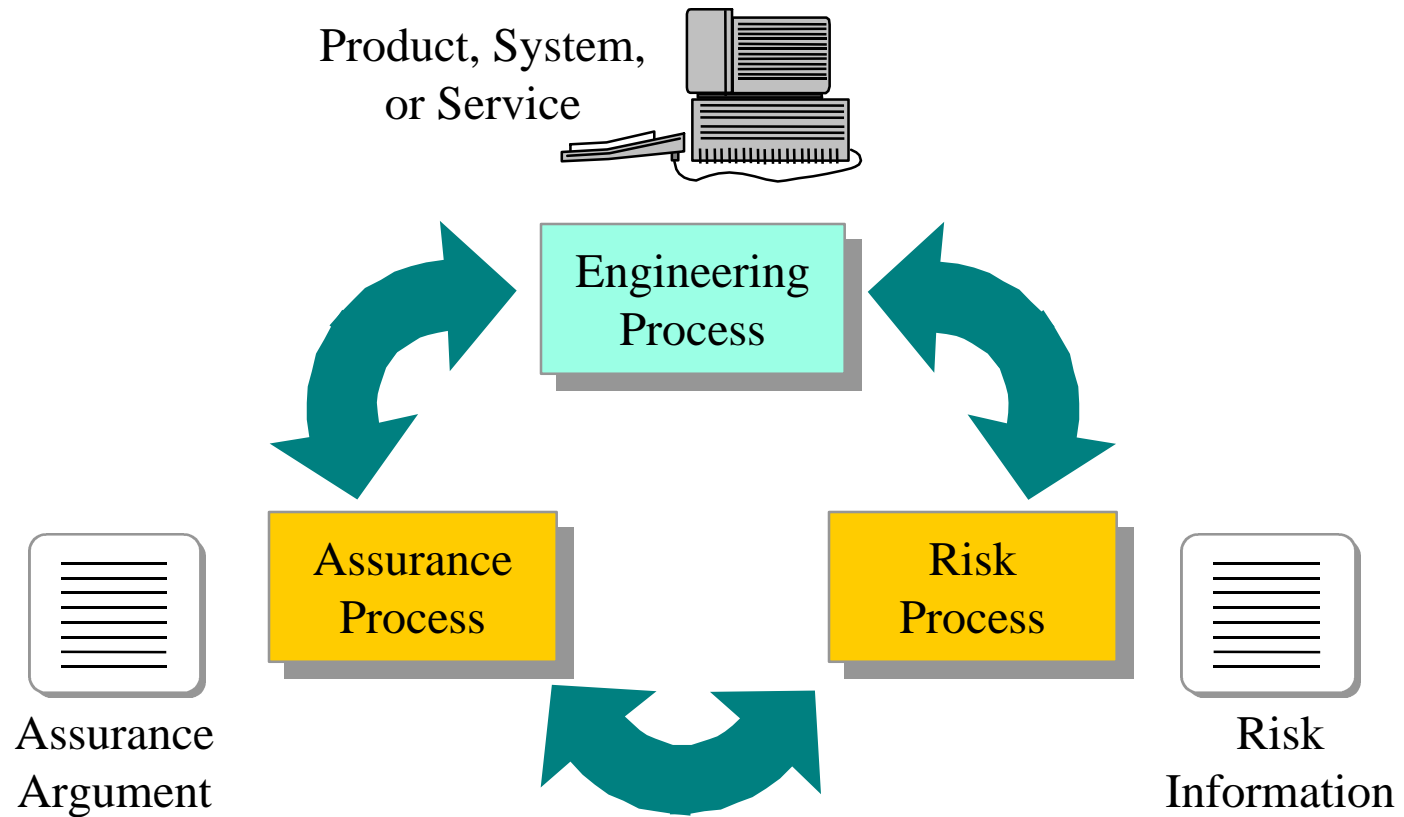 Product, System,
or Service
Engineering
Process
Assurance
Process
Risk
Process
Assurance
Argument
Risk
Information